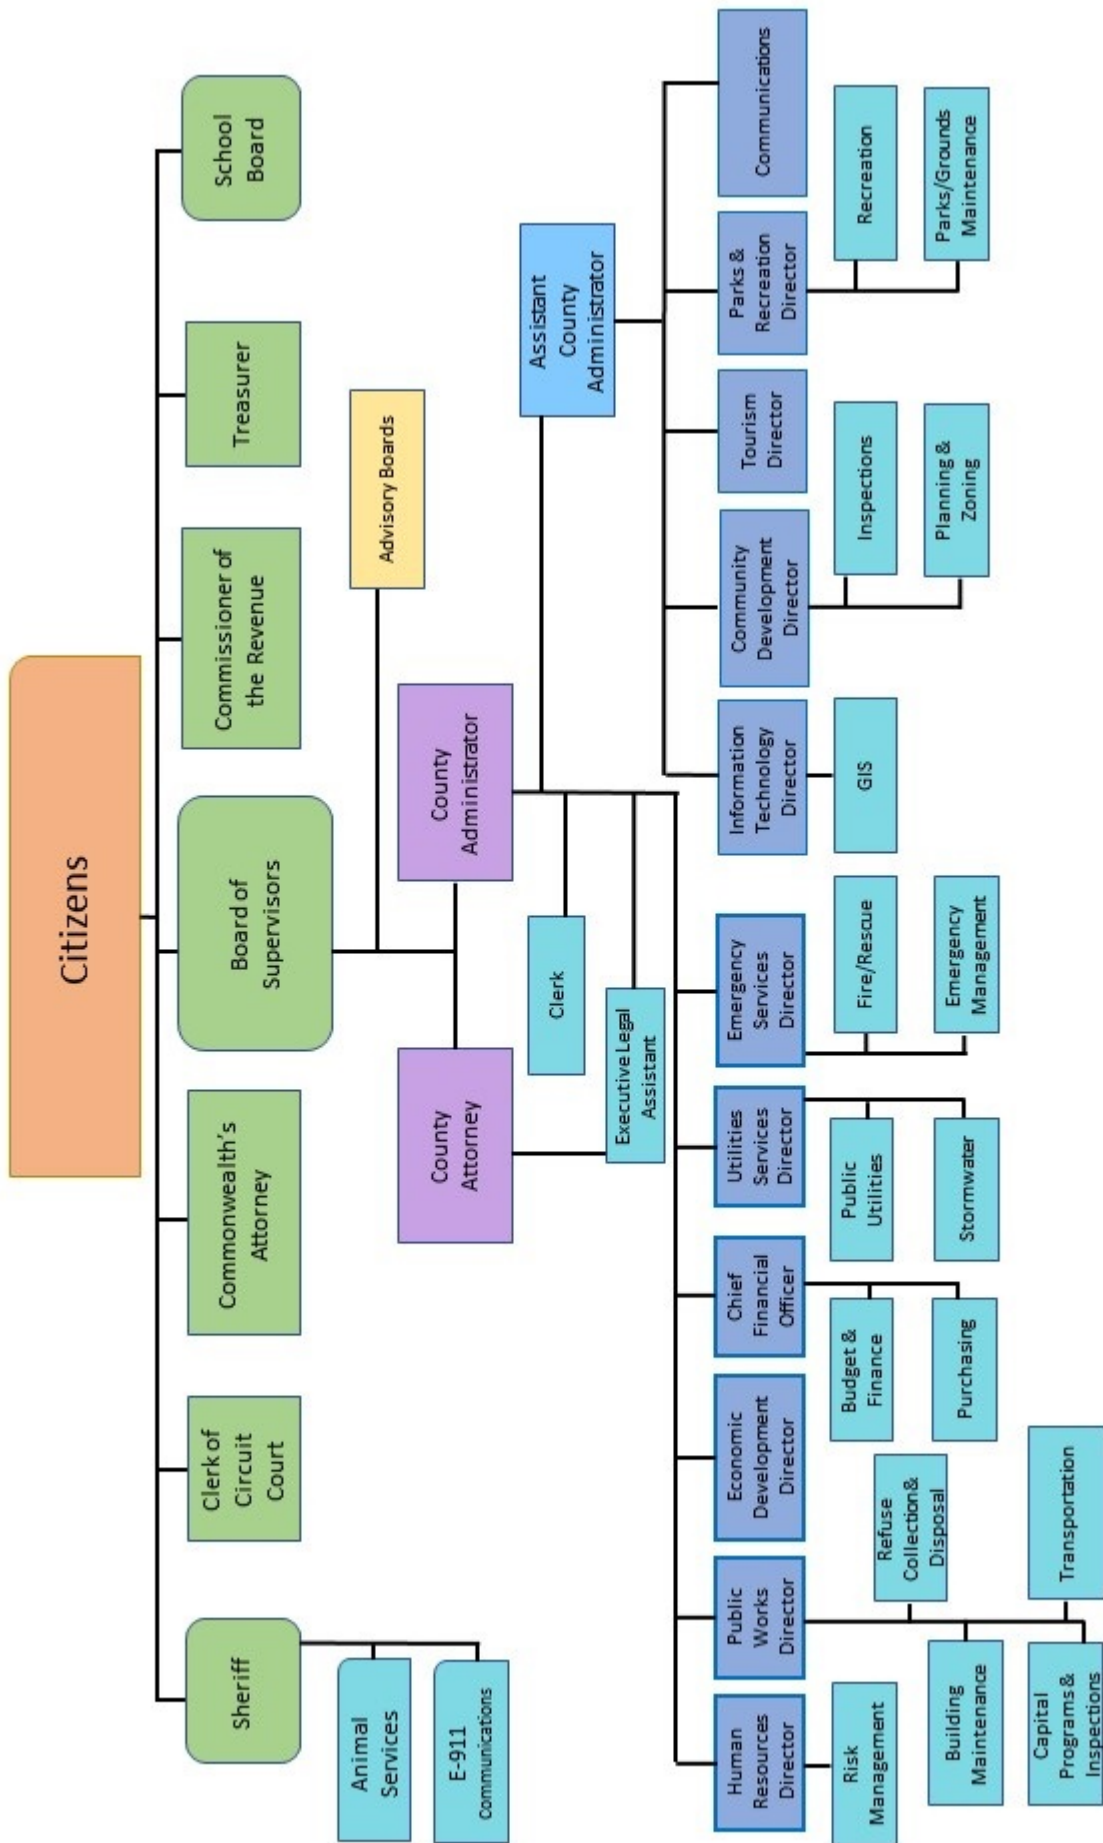 Citizens
Sheriff
Clerk of
Circuit
Court
Commonwealth's
Attorney
Board of
Supervisors
Commissioner of
the Revenue
Treasurer
School
Board
Animal
Services
E-911
Communications
Advisory Boards
County
Attorney
County
Administrator
Assistant
County
Administrator
Clerk
Executive Legal
Assistant
Human
Resources
Director
Public
Works
Director
Economic
Development
Director
Chief
Financial
Officer
Utilities
Services
Director
Emergency
Services
Director
Information
Technology
Director
Community
Development
Director
Tourism
Director
Parks &
Recreation
Director
Communications
Risk
Management
Refuse
Collection&
Disposal
Building
Maintenance
Transportation
Capital
Programs &
Inspections
Budget &
Finance
Purchasing
Public
Utilities
Stormwater
Fire/Rescue
Emergency
Management
GIS
Inspections
Planning &
Zoning
Recreation
Parks/Grounds
Maintenance